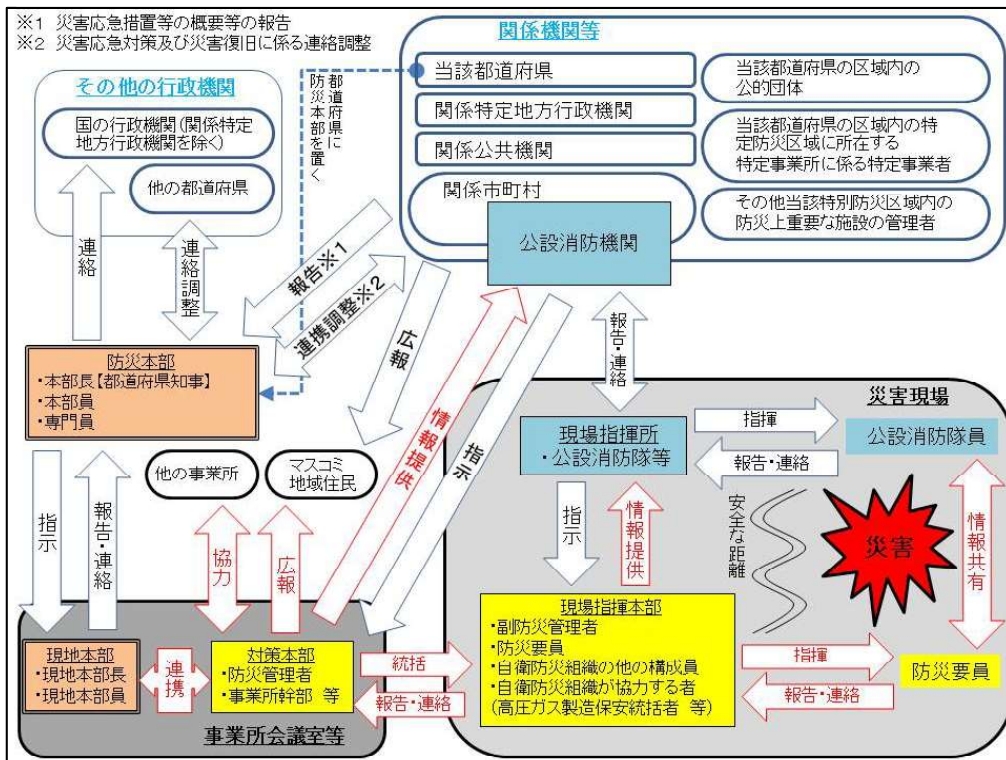 ※1 災害応急措置等の概要等の報告
※2 災害応急対策及び災害復旧に係る連絡調整
その他の行政機関
国の行政機関(関係特定
地方行政機関を除く)
他の都道府県
都道府県に
防災本部を置く
関係機関等
当該都道府県
関係特定地方行政機関
関係公共機関
関係市町村
公設消防機関
当該都道府県の区域内の
公的団体
当該都道府県の区域内の特
定防災区域に所在する
特定事業所に係る特定事業者
その他当該特別防災区域内の
防災上重要な施設の管理者
連絡
連絡調整
報告※1
連携調整※2
広報
情報提供
指示
報告・連絡
防災本部
・本部長【都道府県知事】
・本部員
・専門員
他の事業所
マスコミ
地域住民
指示
報告・連絡
協力
広報
災害現場
現場指揮所
・公設消防隊等
指揮
報告・連絡
公設消防隊員
指示
情報提供
安全な距離
災害
情報共有
現地本部
・現地本部長
・現地本部員
連携
対策本部
・防災管理者
・事業所幹部 等
事業所会議室等
統括
報告・連絡
現場指揮本部
・副防災管理者
・防災要員
・自衛防災組織の他の構成員
・自衛防災組織が協力する者
(高圧ガス製造保安統括者 等)
指揮
報告・連絡
防災要員